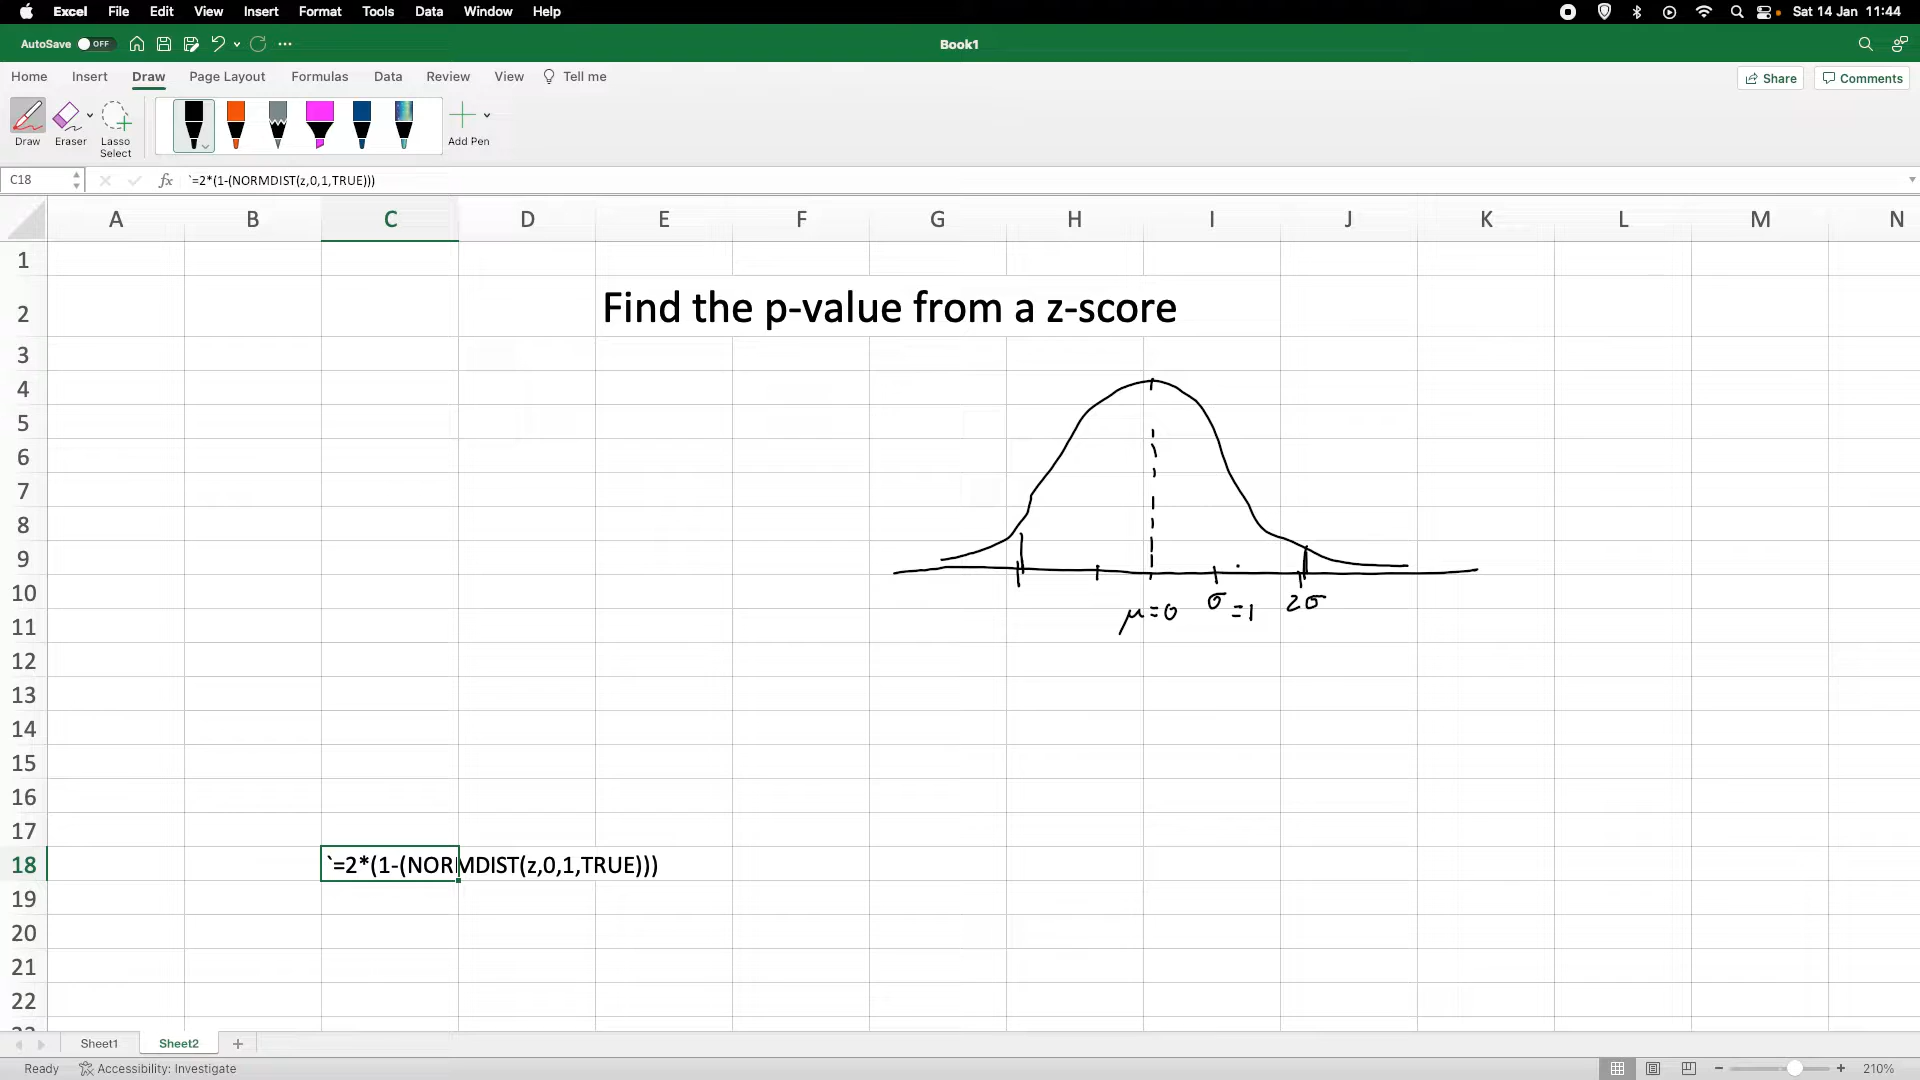 Excel File Edit View Insert Format Tools Data Window Help Sat 14 Jan 11:44
AutoSave OFF Book1
Home Insert Draw Page Layout Formulas Data Review View Tell me Share Comments
Draw Eraser Lasso Select Add Pen
C18 fx `=2*(1-(NORMDIST(z,0,1,TRUE)))
A B C D E F G H I J K L M N
1
2 Find the p-value from a z-score
3
4
5
6
7
8
9
10 σ 2σ
11 μ=0 =1
12
13
14
15
16
17
18 `=2*(1-(NORMDIST(z,0,1,TRUE)))
19
20
21
22
Sheet1 Sheet2 +
Ready Accessibility: Investigate 210%